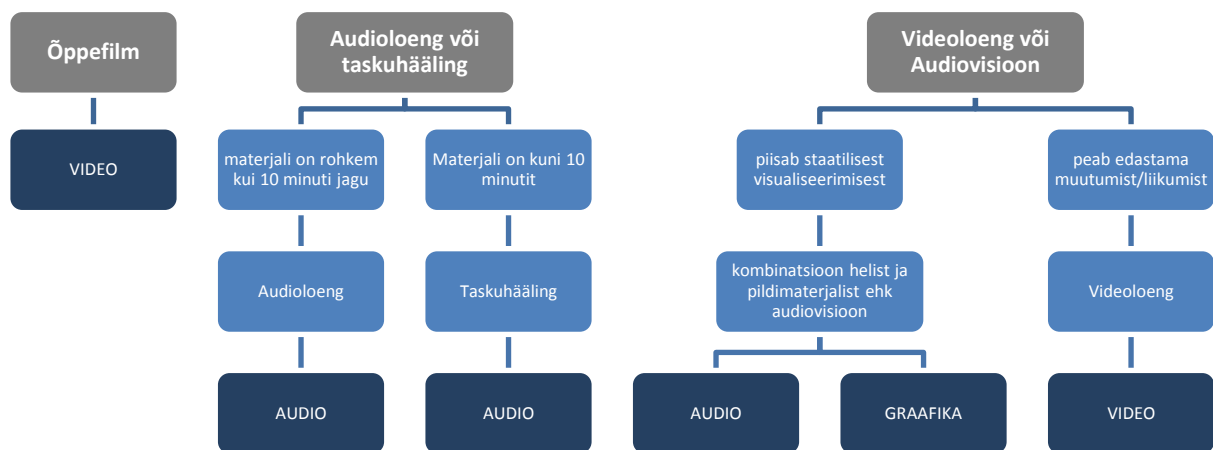 Õppefilm
VIDEO
Audioloeng või
taskuhääling
materjali on rohkem
kui 10 minuti jagu
Audioloeng
AUDIO
Materjali on kuni 10
minutit
Taskuhääling
AUDIO
Videoloeng või
Audiovisioon
piisab staatilisest
visualiseerimisest
kombinatsioon helist ja
pildimaterjalist ehk
audiovisioon
AUDIO
GRAAFIKA
peab edastama
muutumist/liikumist
Videoloeng
VIDEO